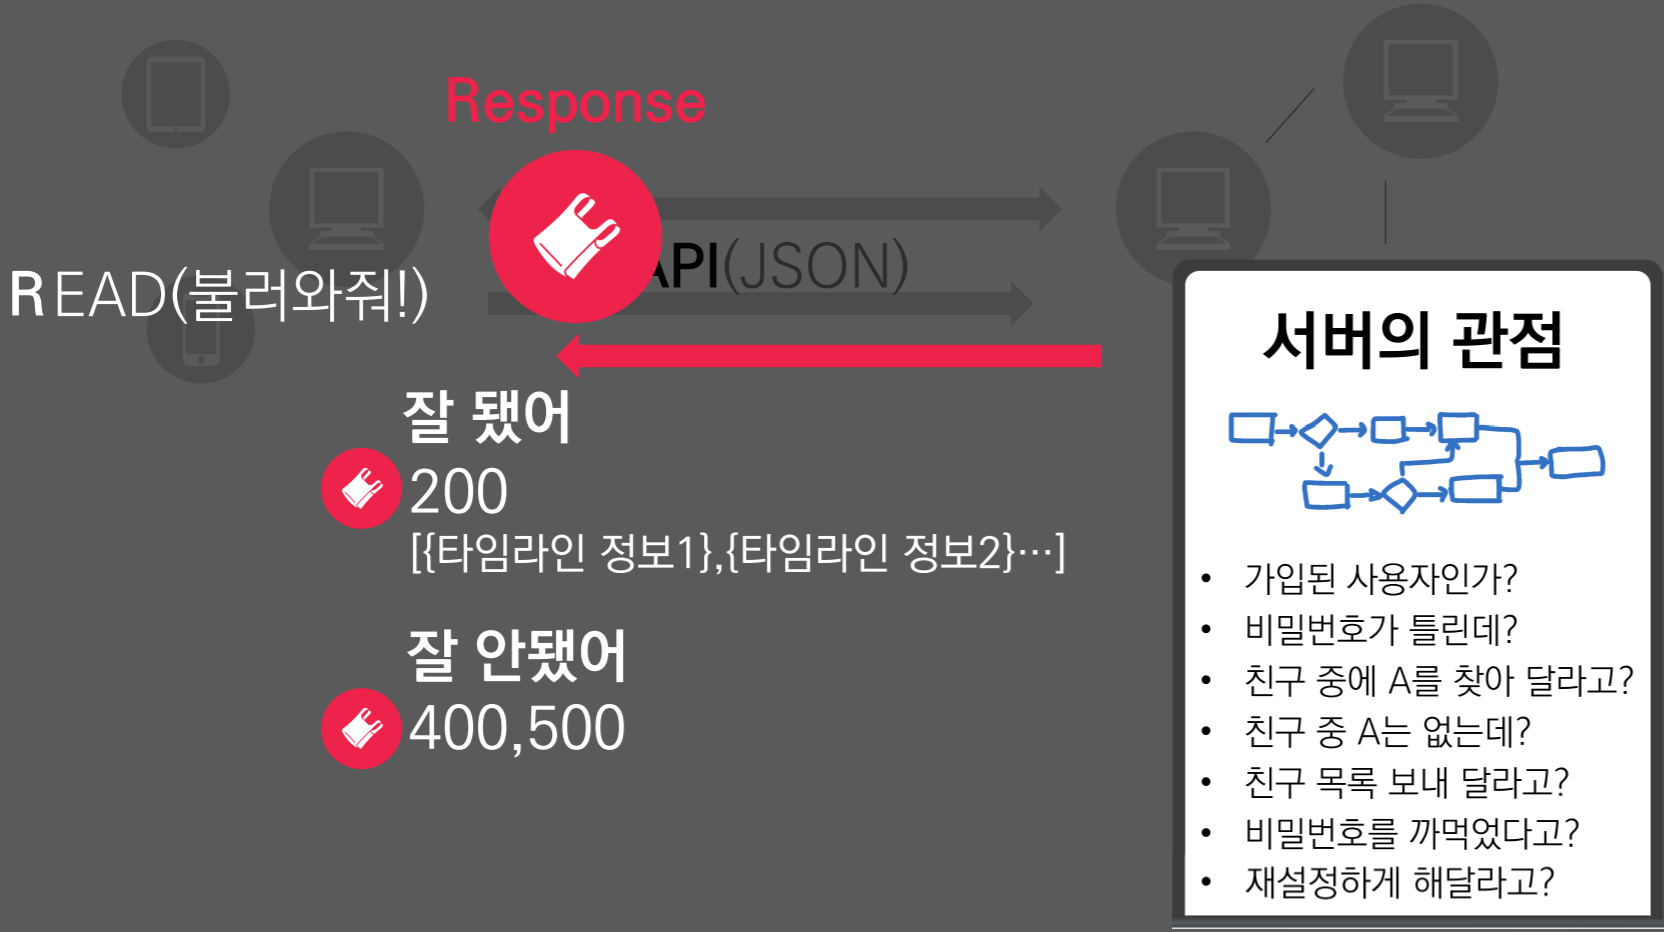 Response
API(JSON)
READ(불러와줘!)
잘 됐어
200
[{타임라인 정보1},{타임라인 정보2}…]
잘 안됐어
400,500
서버의 관점
• 가입된 사용자인가?
• 비밀번호가 틀린데?
• 친구 중에 A를 찾아 달라고?
• 친구 중 A는 없는데?
• 친구 목록 보내 달라고?
• 비밀번호를 까먹었다고?
• 재설정하게 해달라고?